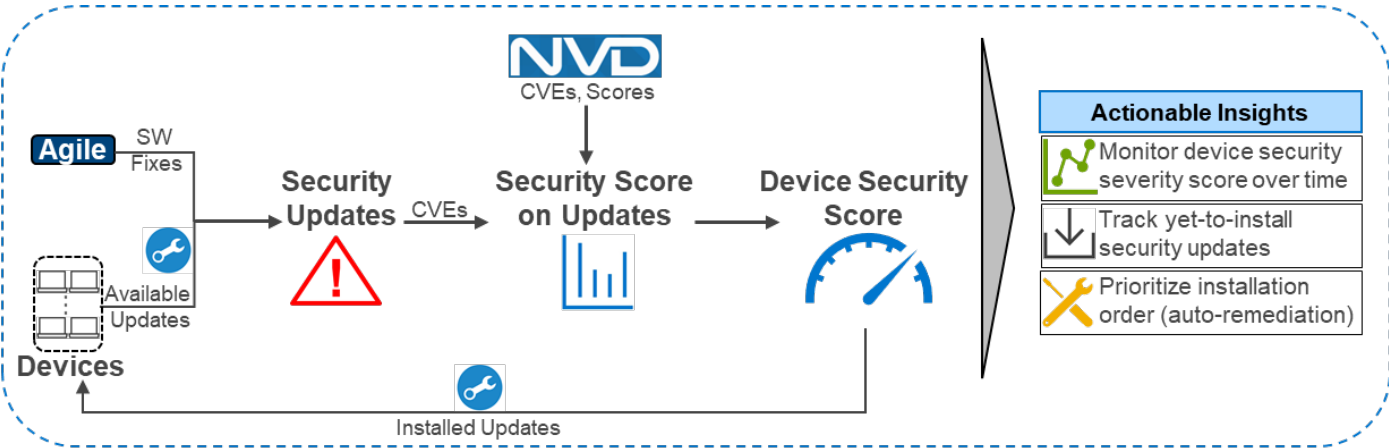 NVD
CVEs, Scores
Agile
SW
Fixes
Security
Updates
CVEs
Security Score
on Updates
Device Security
Score
Available
Updates
Devices
Installed Updates
Actionable Insights
Monitor device security
severity score over time
Track yet-to-install
security updates
Prioritize installation
order (auto-remediation)